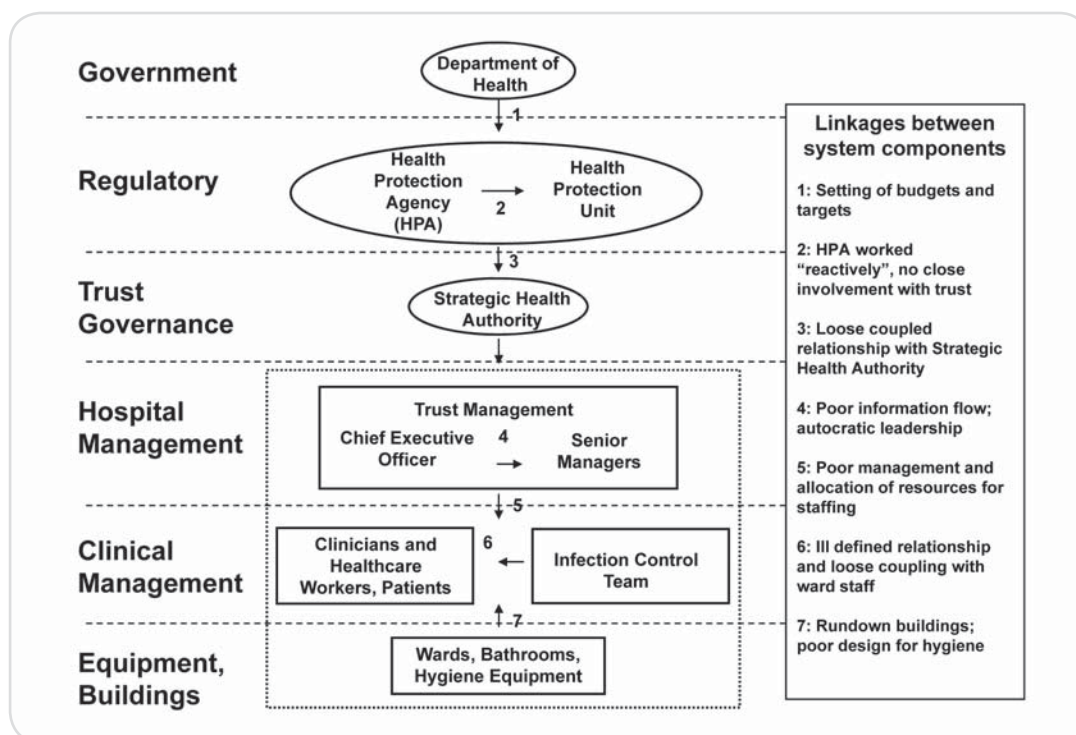 Government
Department of
Health
1
Regulatory
Health
Protection
Agency
(HPA)
2
Health
Protection
Unit
3
Trust
Governance
Strategic Health
Authority
Hospital
Management
Trust Management
Chief Executive
Officer
4
Senior
Managers
5
Clinical
Management
Clinicians and
Healthcare
Workers, Patients
6
Infection Control
Team
7
Equipment,
Buildings
Wards, Bathrooms,
Hygiene Equipment
Linkages between
system components
1: Setting of budgets and
targets
2: HPA worked
“reactively”, no close
involvement with trust
3: Loose coupled
relationship with Strategic
Health Authority
4: Poor information flow;
autocratic leadership
5: Poor management and
allocation of resources for
staffing
6: Ill defined relationship
and loose coupling with
ward staff
7: Rundown buildings;
poor design for hygiene